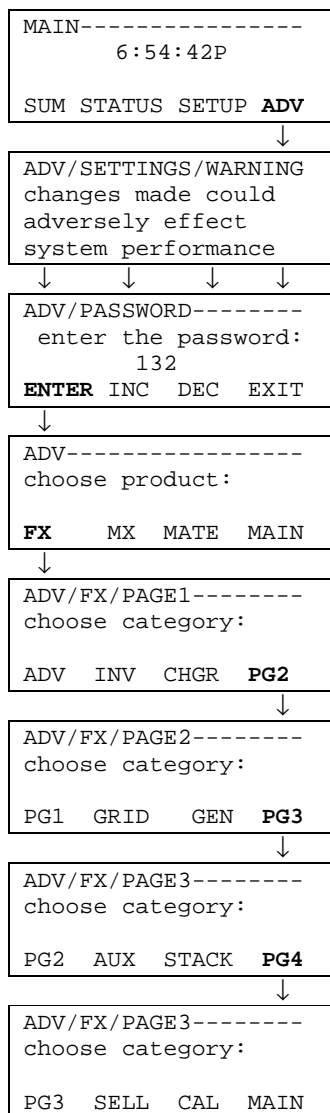 MAIN----------------
6:54:42P
SUM STATUS SETUP ADV
↓
ADV/SETTINGS/WARNING
changes made could
adversely effect
system performance
↓ ↓ ↓ ↓
ADV/PASSWORD--------
enter the password:
132
ENTER INC DEC EXIT
↓
ADV-----------------
choose product:
FX MX MATE MAIN
↓
ADV/FX/PAGE1--------
choose category:
ADV INV CHGR PG2
↓
ADV/FX/PAGE2--------
choose category:
PG1 GRID GEN PG3
↓
ADV/FX/PAGE3--------
choose category:
PG2 AUX STACK PG4
↓
ADV/FX/PAGE3--------
choose category:
PG3 SELL CAL MAIN